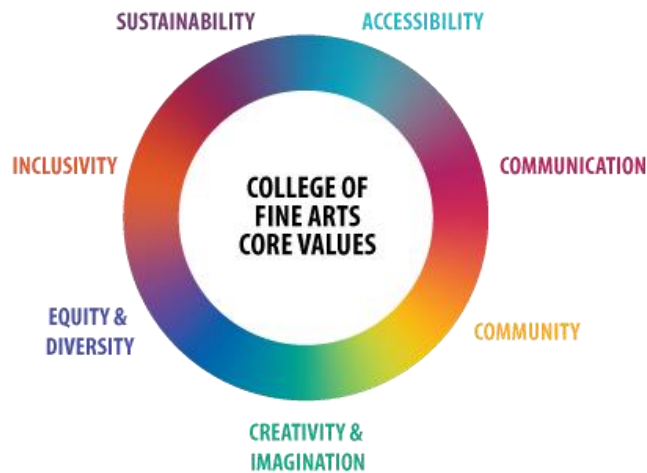 SUSTAINABILITY
ACCESSIBILITY
INCLUSIVITY
COMMUNICATION
COLLEGE OF
FINE ARTS
CORE VALUES
EQUITY &
DIVERSITY
COMMUNITY
CREATIVITY &
IMAGINATION